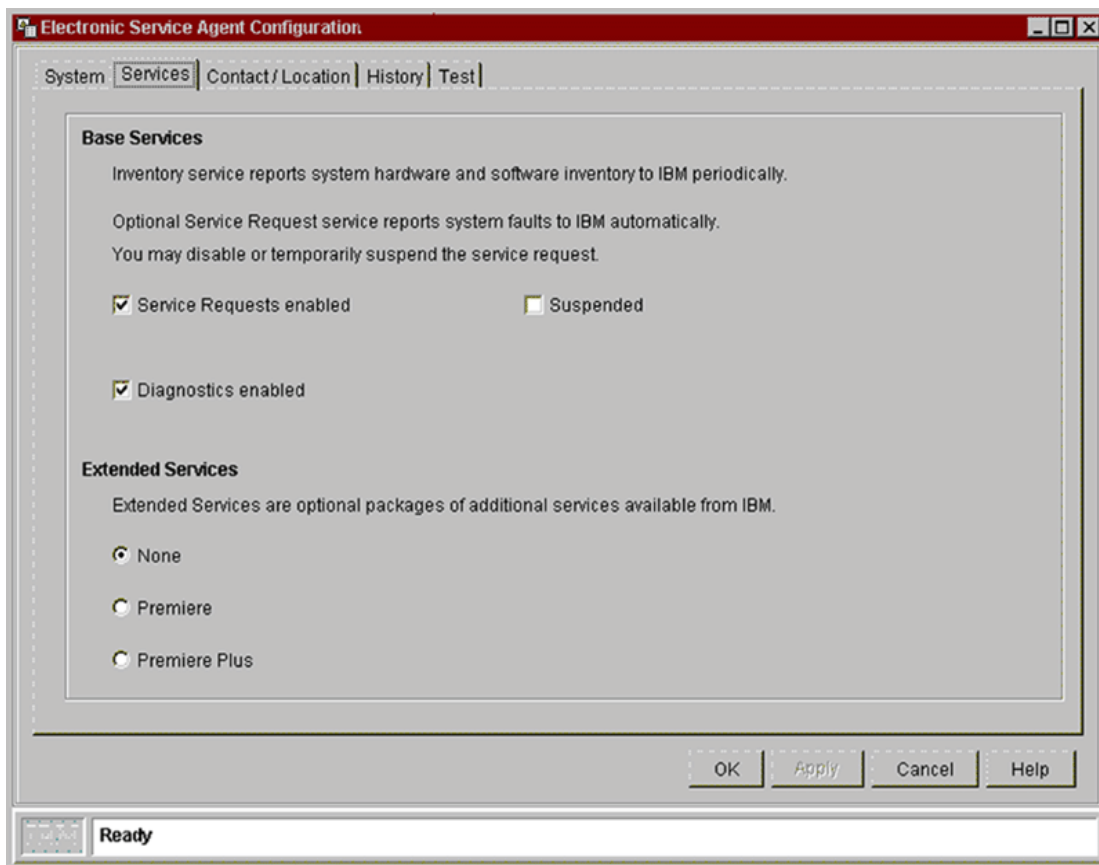 Electronic Service Agent Configuration
System Services Contact / Location History Test
Base Services
Inventory service reports system hardware and software inventory to IBM periodically.
Optional Service Request service reports system faults to IBM automatically.
You may disable or temporarily suspend the service request.
Service Requests enabled Suspended
Diagnostics enabled
Extended Services
Extended Services are optional packages of additional services available from IBM.
None
Premiere
Premiere Plus
OK Apply Cancel Help
Ready